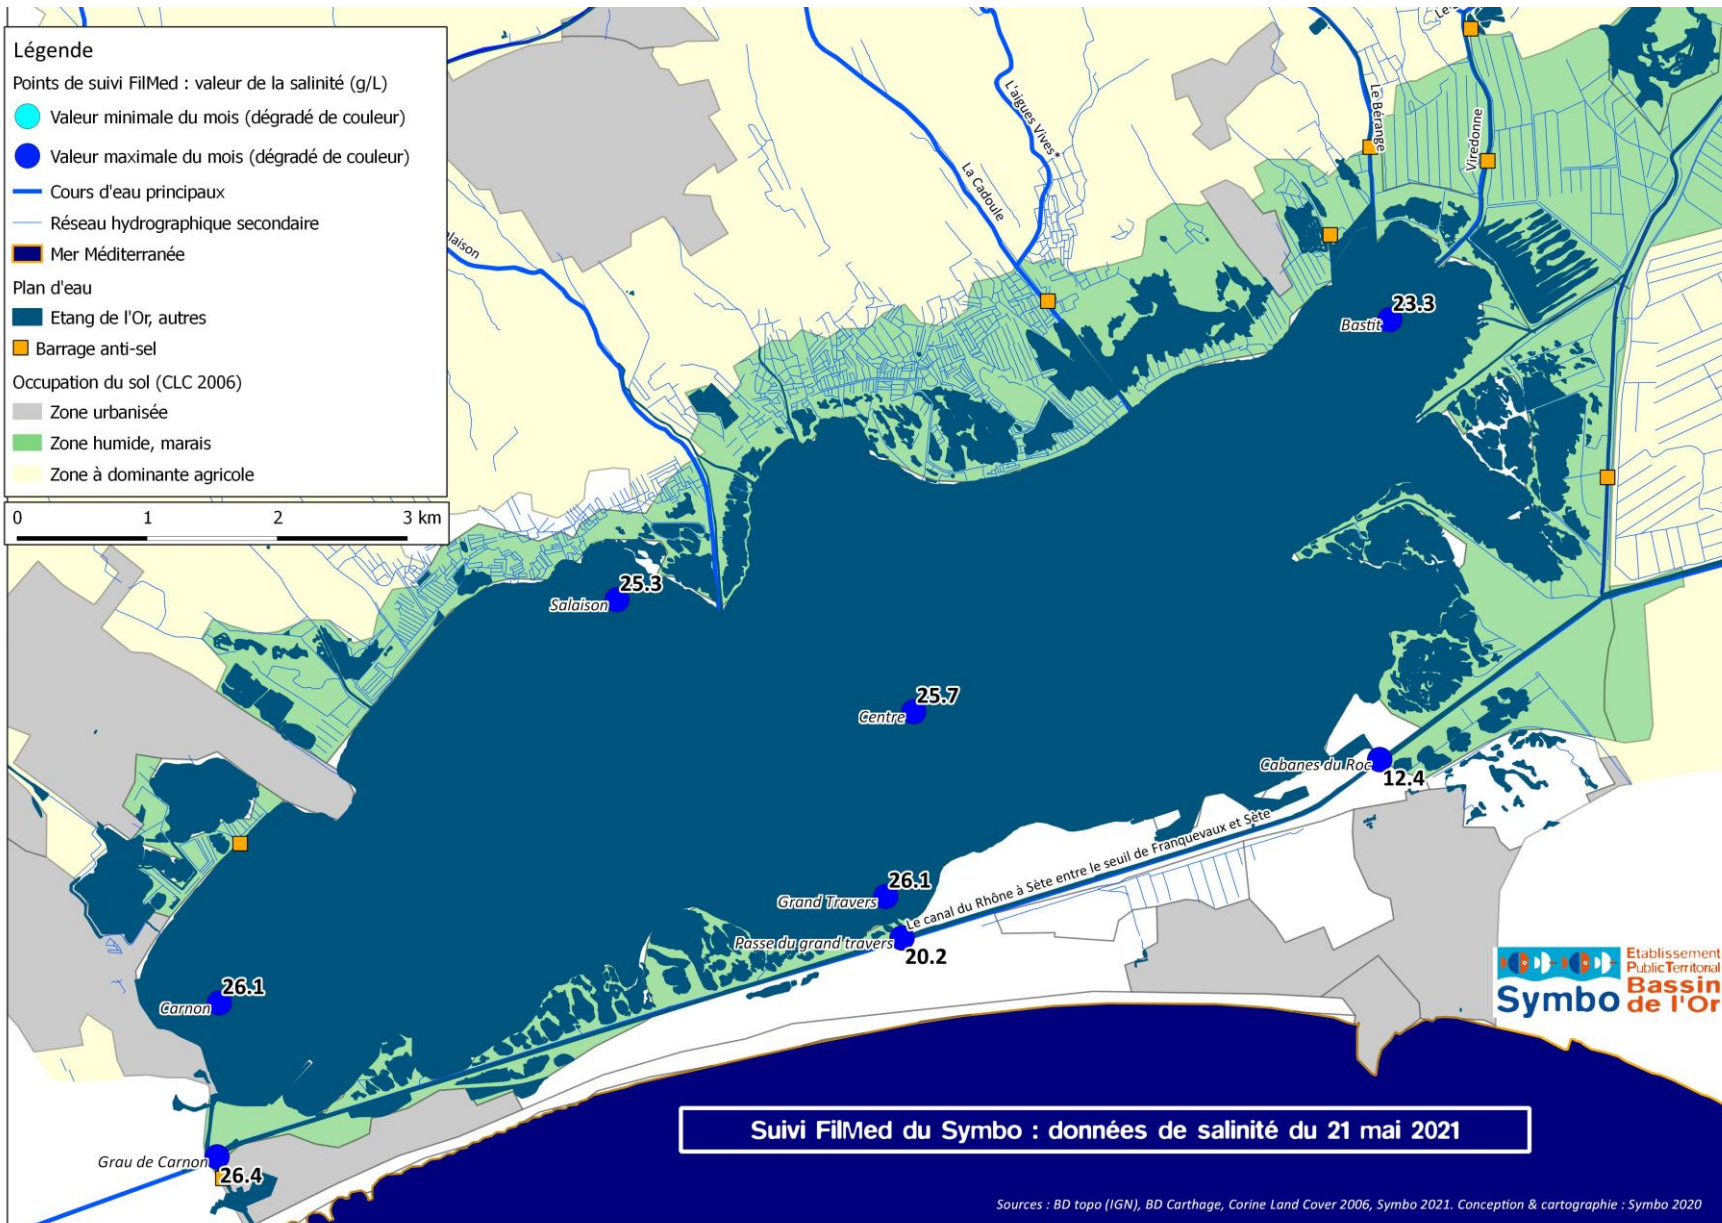 Légende
Points de suivi FilMed : valeur de la salinité (g/L)
Valeur minimale du mois (dégradé de couleur)
Valeur maximale du mois (dégradé de couleur)
Cours d'eau principaux
Réseau hydrographique secondaire
Mer Méditerranée
Plan d'eau
Etang de l'Or, autres
Barrage anti-sel
Occupation du sol (CLC 2006)
Zone urbanisée
Zone humide, marais
Zone à dominante agricole
0 1 2 3 km
L'aigues Vives*
La Cadoule
Le Bérange
Viredonne
alaison
23.3
Bastit
25.3
Salaison
25.7
Centre
Cabanes du Roc
12.4
Le canal du Rhône à Sète entre le seuil de Franquevaux et Sète
26.1
Grand Travers
Passe du grand travers
20.2
26.1
Carnon
Grau de Carnon
26.4
Etablissement
Public Territorial
Bassin
de l'Or
Symbo
Suivi FilMed du Symbo : données de salinité du 21 mai 2021
Sources : BD topo (IGN), BD Carthage, Corine Land Cover 2006, Symbo 2021. Conception & cartographie : Symbo 2020